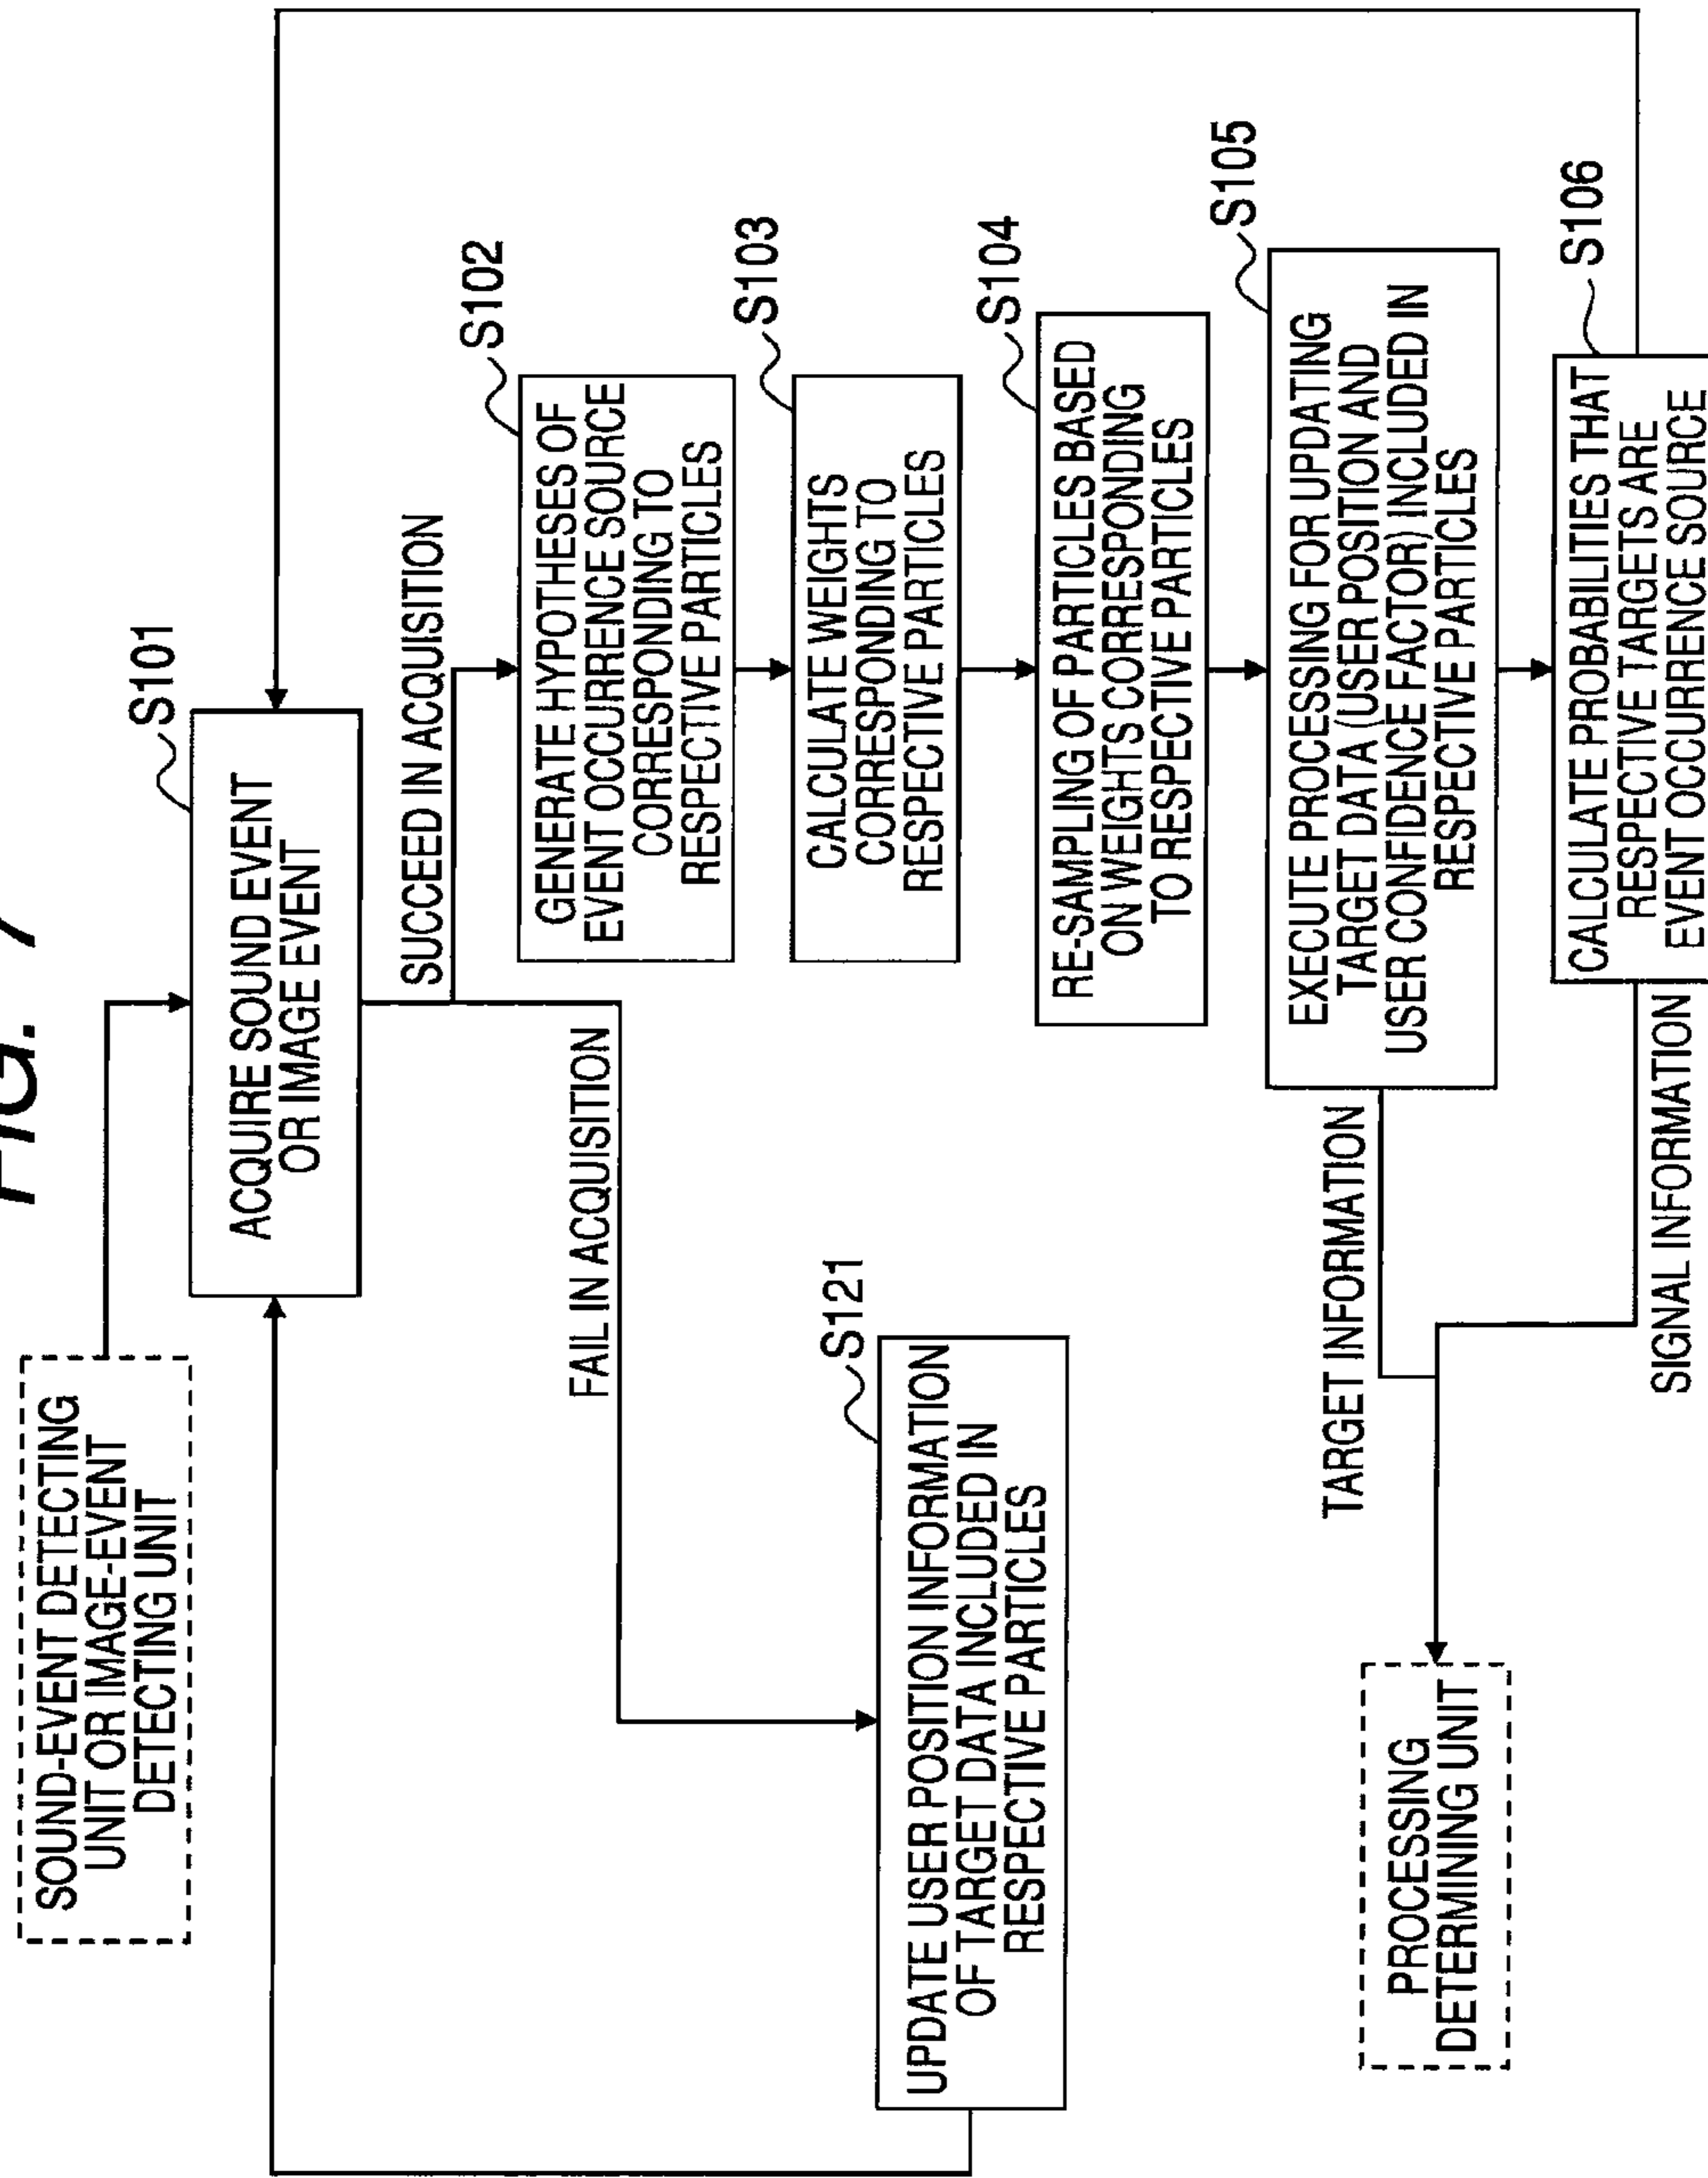 FIG. 7
SOUND-EVENT DETECTING
UNIT OR IMAGE-EVENT
DETECTING UNIT
S101
ACQUIRE SOUND EVENT
OR IMAGE EVENT
SUCCEED IN ACQUISITION
FAIL IN ACQUISITION
S102
GENERATE HYPOTHESES OF
EVENT OCCURRENCE SOURCE
CORRESPONDING TO
RESPECTIVE PARTICLES
S103
CALCULATE WEIGHTS
CORRESPONDING TO
RESPECTIVE PARTICLES
S121
UPDATE USER POSITION INFORMATION
OF TARGET DATA INCLUDED IN
RESPECTIVE PARTICLES
S104
RE-SAMPLING OF PARTICLES BASED
ON WEIGHTS CORRESPONDING
TO RESPECTIVE PARTICLES
S105
EXECUTE PROCESSING FOR UPDATING
TARGET DATA (USER POSITION AND
USER CONFIDENCE FACTOR) INCLUDED IN
RESPECTIVE PARTICLES
TARGET INFORMATION
PROCESSING
DETERMINING UNIT
S106
CALCULATE PROBABILITIES THAT
RESPECTIVE TARGETS ARE
EVENT OCCURRENCE SOURCE
SIGNAL INFORMATION